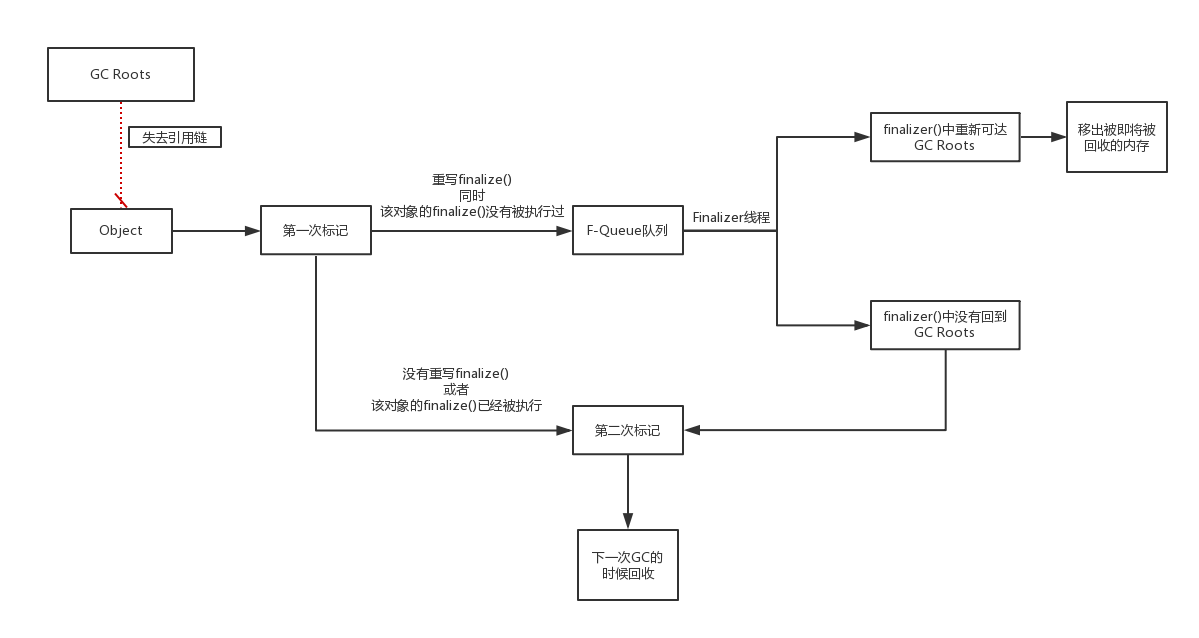 GC Roots
失去引用链
Object
第一次标记
重写finalize()
同时
该对象的finalize()没有被执行过
F-Queue队列
Finalizer线程
finalizer()中重新可达
GC Roots
移出被即将被
回收的内存
finalizer()中没有回到
GC Roots
没有重写finalize()
或者
该对象的finalize()已经被执行
第二次标记
下一次GC的
时候回收